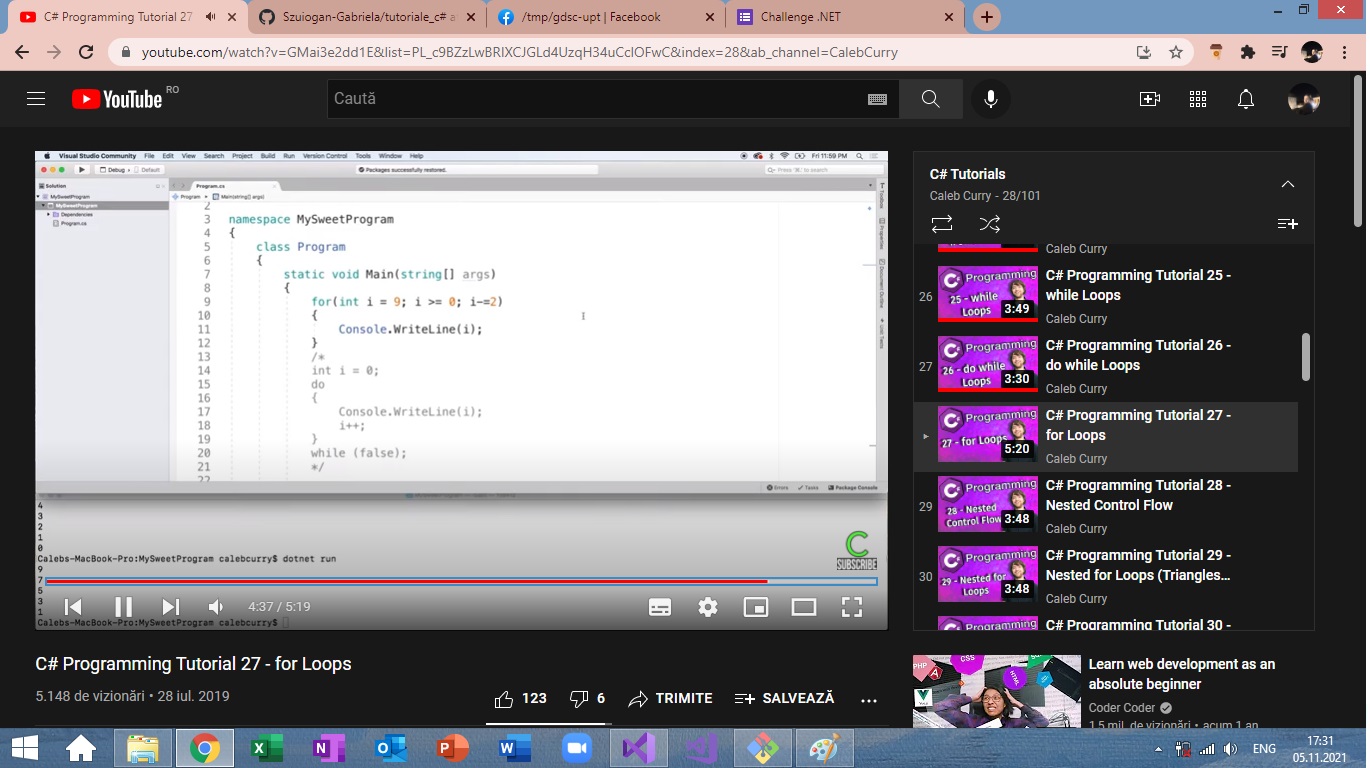 C# Programming Tutorial 27
Szuiogan-Gabriela/tutoriale_c# a
/tmp/gdsc-upt | Facebook
Challenge .NET
youtube.com/watch?v=GMai3e2dd1E&list=PL_c9BZzLwBRIXCJGLd4UzqH34uCclOFwC&index=28&ab_channel=CalebCurry
YouTube RO
Caută
Visual Studio Community File Edit View Search Project Build Run Version Control Tools Window Help
Fri 11:59 PM
Debug Default
Packages successfully restored.
Press '⌘.' to search
Solution
MySweetProgram
MySweetProgram
Dependencies
Program.cs
Program.cs
Program
Main(string[] args)
Toolbox
Properties
Document Outline
Unit Tests
2
3 namespace MySweetProgram
4 {
5 class Program
6 {
7 static void Main(string[] args)
8 {
9 for(int i = 9; i >= 0; i-=2)
10 {
11 Console.WriteLine(i);
12 }
13 /*
14 int i = 0;
15 do
16 {
17 Console.WriteLine(i);
18 i++;
19 }
20 while (false);
21 */
22
Errors Tasks Package Console
4
3
2
1
0
Calebs-MacBook-Pro:MySweetProgram calebcurry$ dotnet run
9
7
5
3
1
Calebs-MacBook-Pro:MySweetProgram calebcurry$
C
SUBSCRIBE
4:37 / 5:19
C# Programming Tutorial 27 - for Loops
5.148 de vizionări • 28 iul. 2019
123
6
TRIMITE
SALVEAZĂ
C# Tutorials
Caleb Curry - 28/101
Caleb Curry
26
Programming
25 - while
Loops
3:49
C# Programming Tutorial 25 -
while Loops
Caleb Curry
27
Programming
26 - do while
Loops
3:30
C# Programming Tutorial 26 -
do while Loops
Caleb Curry
Programming
27 - for Loops
5:20
C# Programming Tutorial 27 -
for Loops
Caleb Curry
29
Programming
28 - Nested
Control Flow
3:48
C# Programming Tutorial 28 -
Nested Control Flow
Caleb Curry
30
Programming
29 - Nested for
Loops
3:48
C# Programming Tutorial 29 -
Nested for Loops (Triangles...
Caleb Curry
Programming
C# Programming Tutorial 30 -
PHP
CSS
HTML
Learn web development as an
absolute beginner
Coder Coder
1,5 mil. de vizionări • acum 1 an
ENG
17:31
05.11.2021